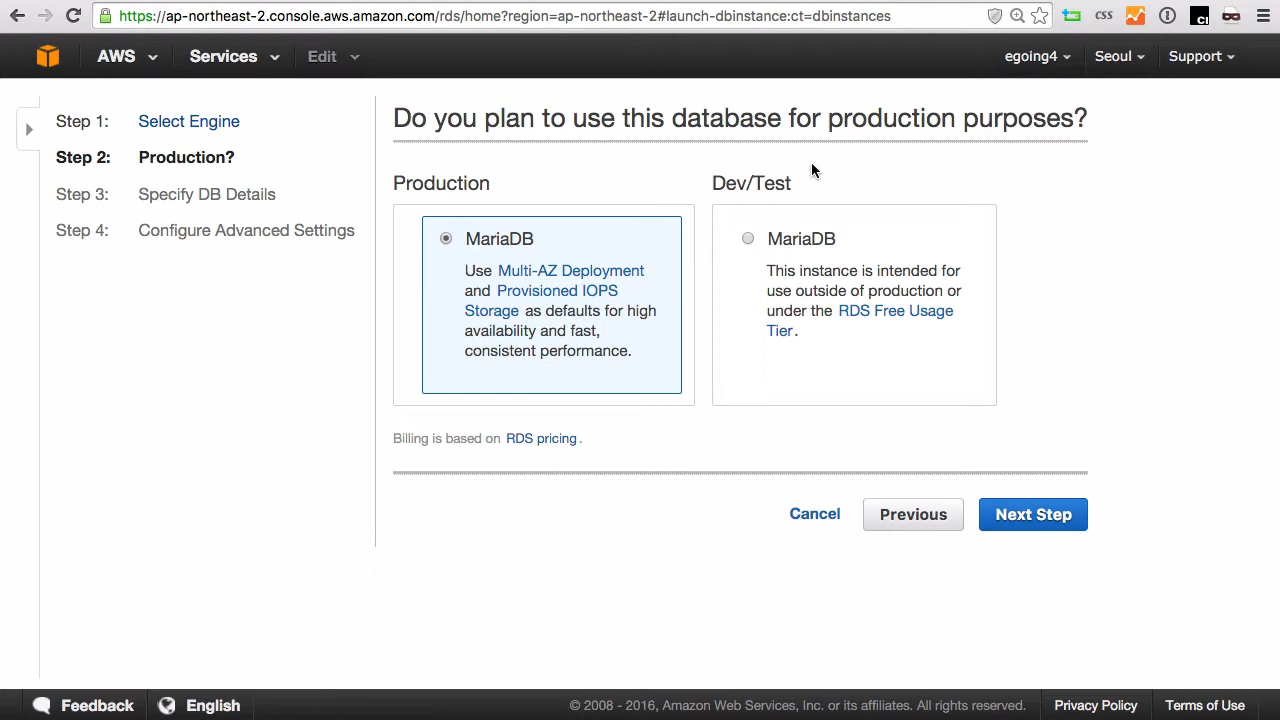 https://ap-northeast-2.console.aws.amazon.com/rds/home?region=ap-northeast-2#launch-dbinstance:ct=dbinstances
CSS
CI
AWS Services Edit egoing4 Seoul Support
Step 1: Select Engine
Step 2: Production?
Step 3: Specify DB Details
Step 4: Configure Advanced Settings
Do you plan to use this database for production purposes?
Production
MariaDB
Use Multi-AZ Deployment
and Provisioned IOPS
Storage as defaults for high
availability and fast,
consistent performance.
Dev/Test
MariaDB
This instance is intended for
use outside of production or
under the RDS Free Usage
Tier.
Billing is based on RDS pricing.
Cancel Previous Next Step
Feedback English © 2008 - 2016, Amazon Web Services, Inc. or its affiliates. All rights reserved. Privacy Policy Terms of Use